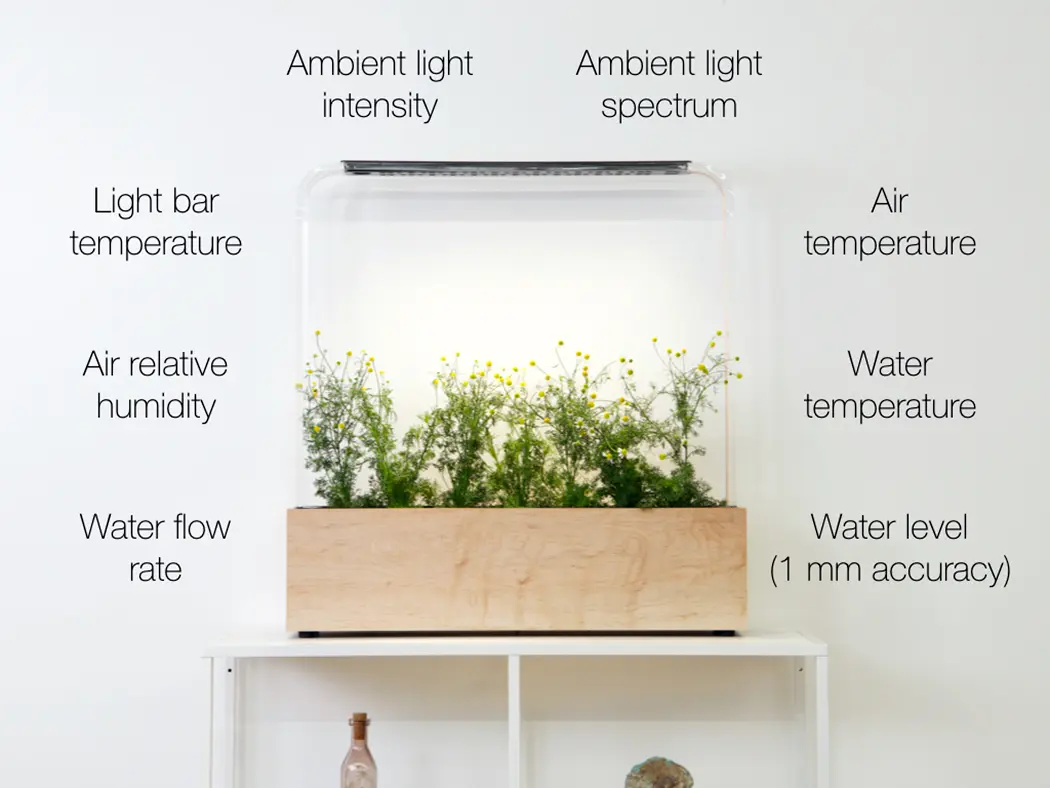 Ambient light
intensity
Ambient light
spectrum
Light bar
temperature
Air
temperature
Air relative
humidity
Water
temperature
Water flow
rate
Water level
(1 mm accuracy)